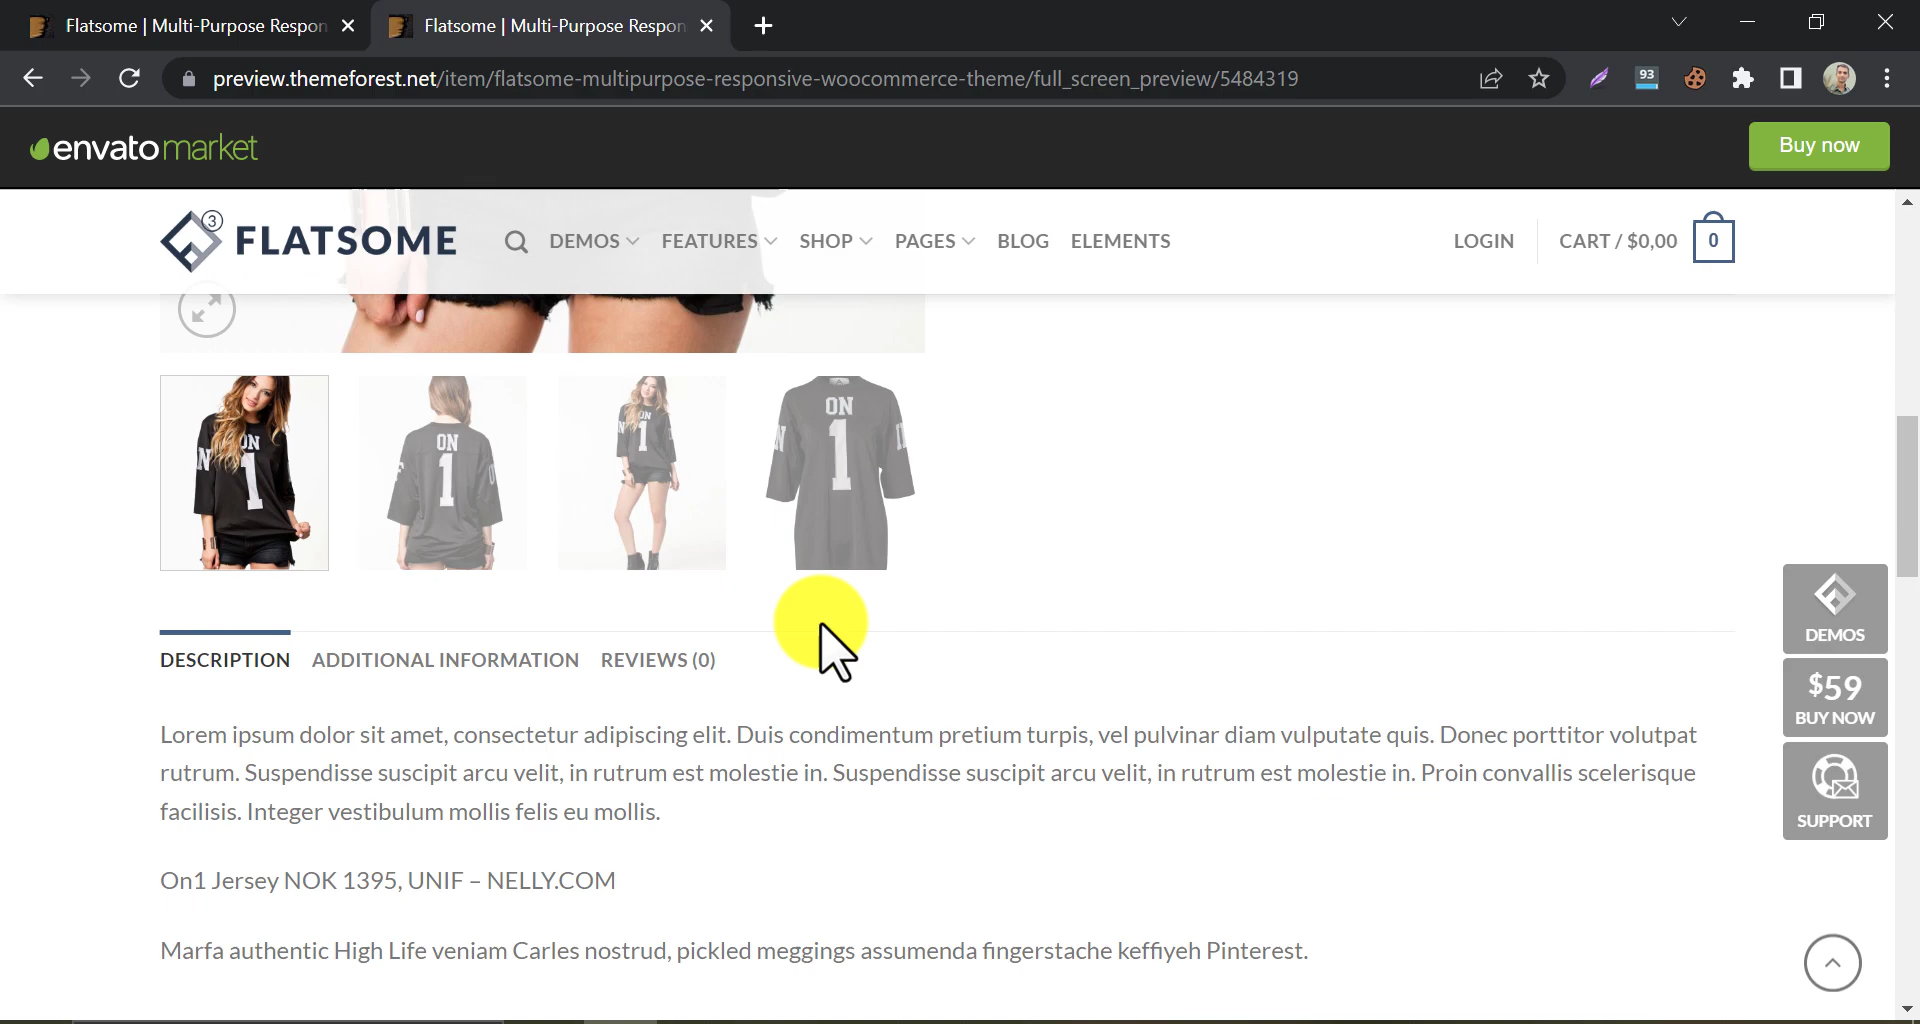 Flatsome | Multi-Purpose Respon
Flatsome | Multi-Purpose Respon
preview.themeforest.net/item/flatsome-multipurpose-responsive-woocommerce-theme/full_screen_preview/5484319
93
envatomarket
Buy now
3
FLATSOME
DEMOS
FEATURES
SHOP
PAGES
BLOG
ELEMENTS
LOGIN
CART / $0,00
0
ON
1
N
ON
1
ON
1
N
ON
1
DESCRIPTION
ADDITIONAL INFORMATION
REVIEWS (0)
Lorem ipsum dolor sit amet, consectetur adipiscing elit. Duis condimentum pretium turpis, vel pulvinar diam vulputate quis. Donec porttitor volutpat
rutrum. Suspendisse suscipit arcu velit, in rutrum est molestie in. Suspendisse suscipit arcu velit, in rutrum est molestie in. Proin convallis scelerisque
facilisis. Integer vestibulum mollis felis eu mollis.
On1 Jersey NOK 1395, UNIF – NELLY.COM
Marfa authentic High Life veniam Carles nostrud, pickled meggings assumenda fingerstache keffiyeh Pinterest.
DEMOS
$59
BUY NOW
SUPPORT